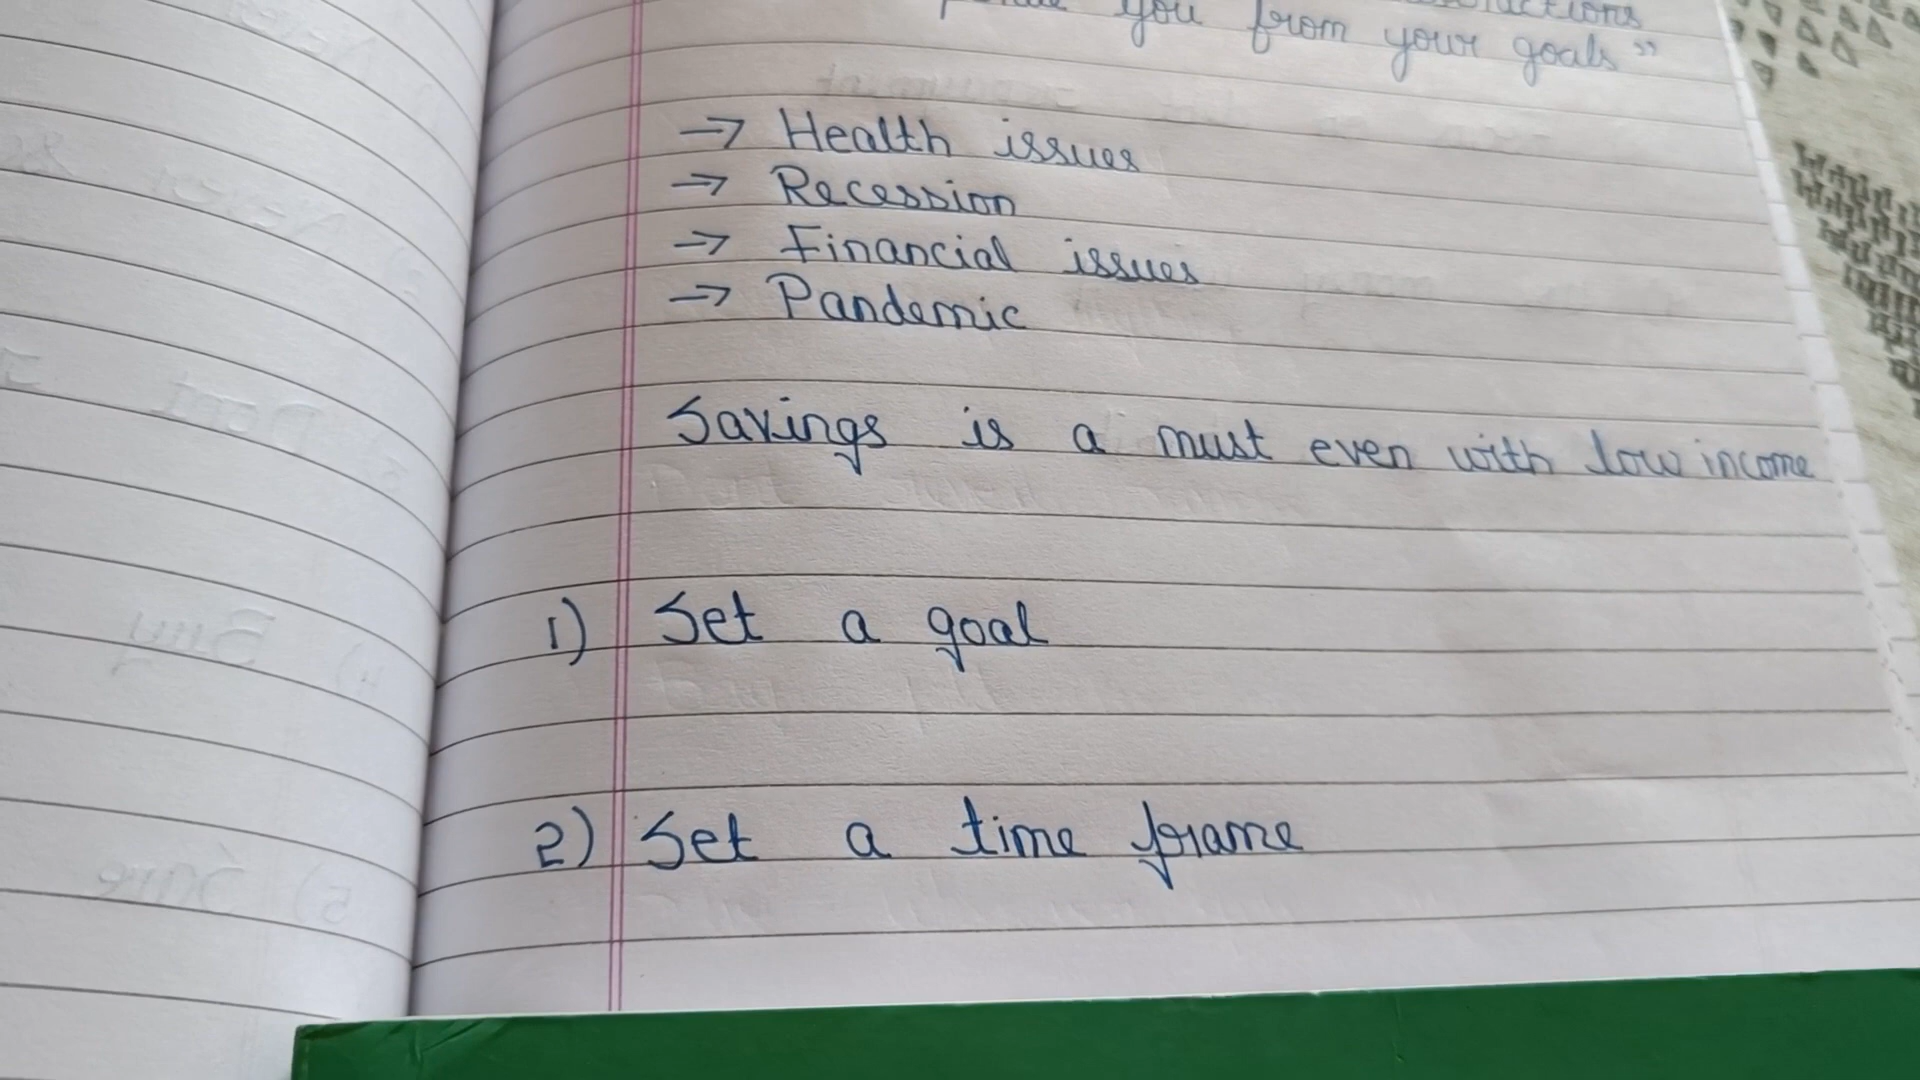 you from your goals”
→ Health issues
→ Recession
→ Financial issues
→ Pandemic
Savings is a must even with low income
1) Set a goal
2) Set a time frame